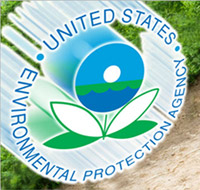 UNITED STATES
ENVIRONMENTAL PROTECTION AGENCY